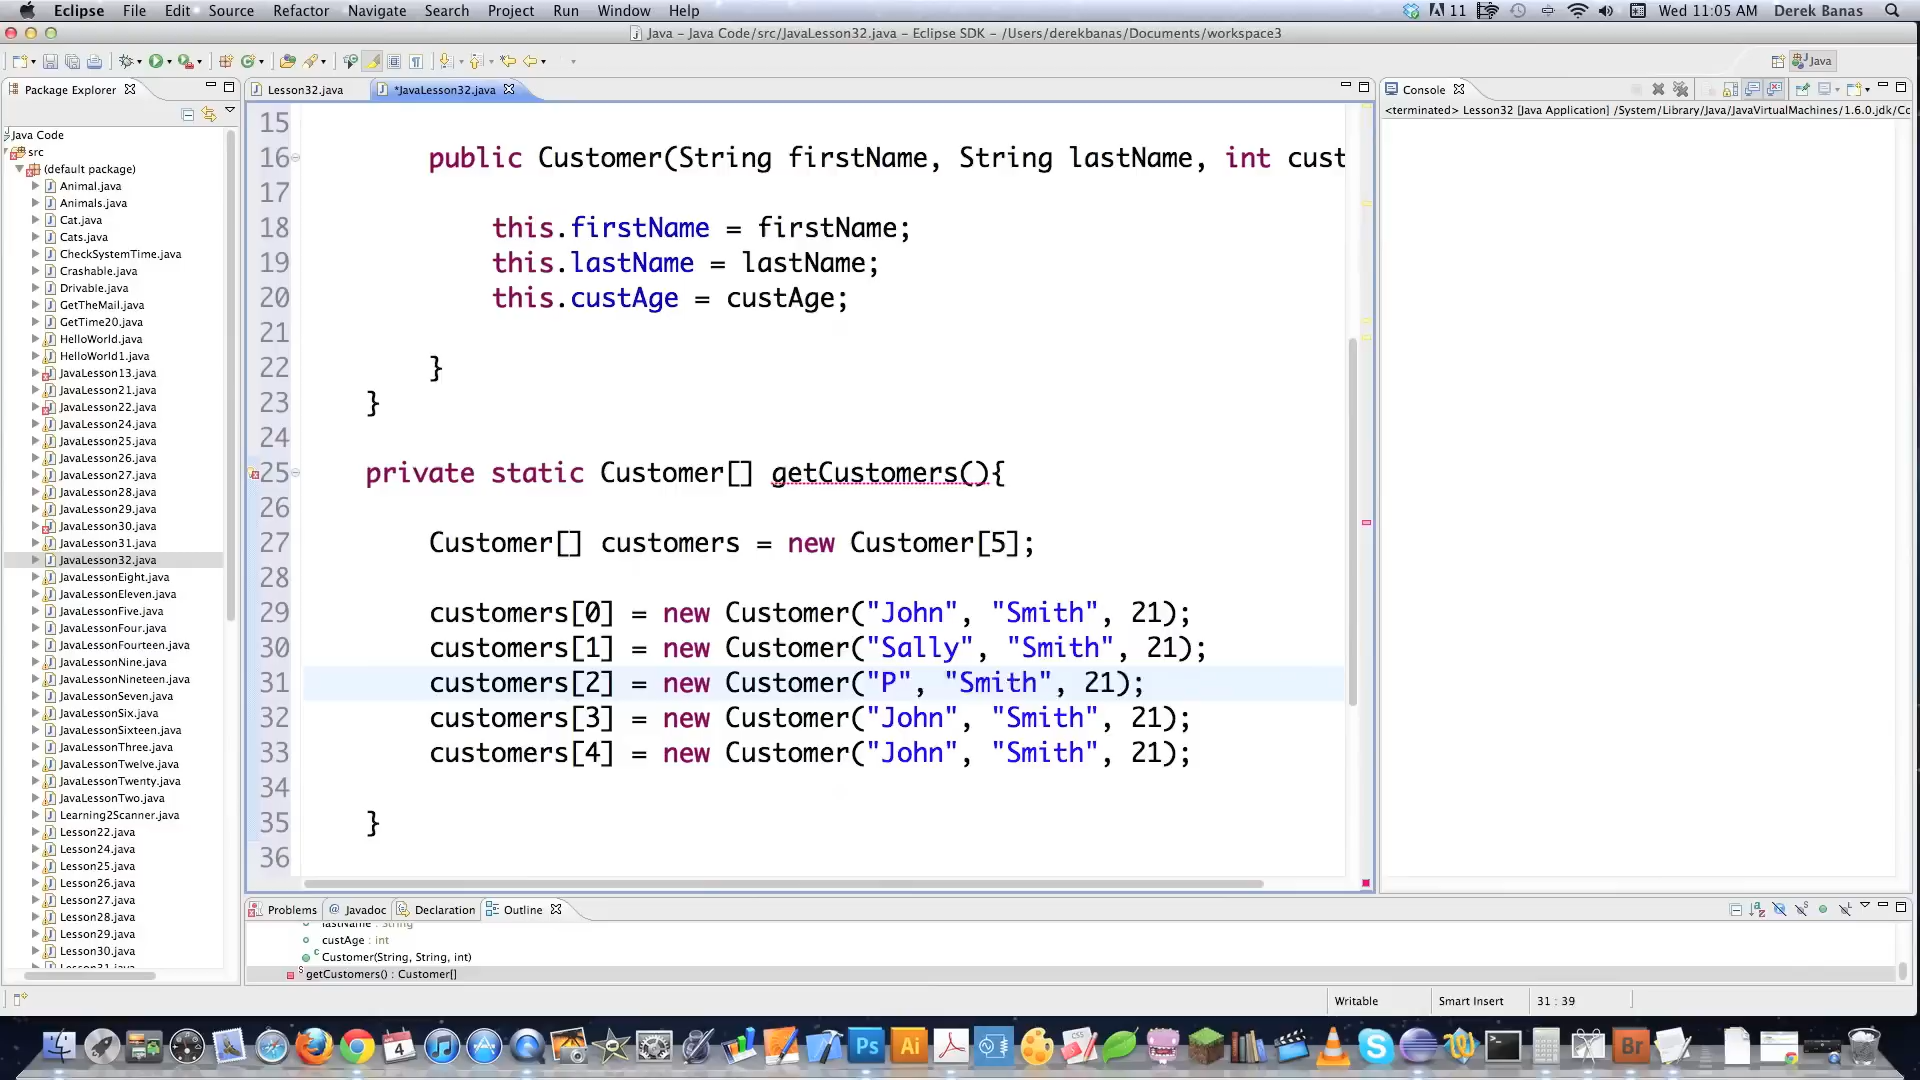 Eclipse File Edit Source Refactor Navigate Search Project Run Window Help 11 Wed 11:05 AM Derek Banas
Java - Java Code/src/JavaLesson32.java - Eclipse SDK - /Users/derekbanas/Documents/workspace3
Java
Package Explorer
Lesson32.java
*JavaLesson32.java
Console
<terminated> Lesson32 [Java Application] /System/Library/Java/JavaVirtualMachines/1.6.0.jdk/Cc
Java Code
src
(default package)
Animal.java
Animals.java
Cat.java
Cats.java
CheckSystemTime.java
Crashable.java
Drivable.java
GetTheMail.java
GetTime20.java
HelloWorld.java
HelloWorld1.java
JavaLesson13.java
JavaLesson21.java
JavaLesson22.java
JavaLesson24.java
JavaLesson25.java
JavaLesson26.java
JavaLesson27.java
JavaLesson28.java
JavaLesson29.java
JavaLesson30.java
JavaLesson31.java
JavaLesson32.java
JavaLessonEight.java
JavaLessonEleven.java
JavaLessonFive.java
JavaLessonFour.java
JavaLessonFourteen.java
JavaLessonNine.java
JavaLessonNineteen.java
JavaLessonSeven.java
JavaLessonSix.java
JavaLessonSixteen.java
JavaLessonThree.java
JavaLessonTwelve.java
JavaLessonTwenty.java
JavaLessonTwo.java
Learning2Scanner.java
Lesson22.java
Lesson24.java
Lesson25.java
Lesson26.java
Lesson27.java
Lesson28.java
Lesson29.java
Lesson30.java
Lesson31.java
15
16 public Customer(String firstName, String lastName, int cust
17
18 this.firstName = firstName;
19 this.lastName = lastName;
20 this.custAge = custAge;
21
22 }
23 }
24
25 private static Customer[] getCustomers(){
26
27 Customer[] customers = new Customer[5];
28
29 customers[0] = new Customer("John", "Smith", 21);
30 customers[1] = new Customer("Sally", "Smith", 21);
31 customers[2] = new Customer("P", "Smith", 21);
32 customers[3] = new Customer("John", "Smith", 21);
33 customers[4] = new Customer("John", "Smith", 21);
34
35 }
36
Problems Javadoc Declaration Outline
lastName : String
custAge : int
Customer(String, String, int)
getCustomers() : Customer[]
Writable Smart Insert 31 : 39
4 Ps Ai CSS Br